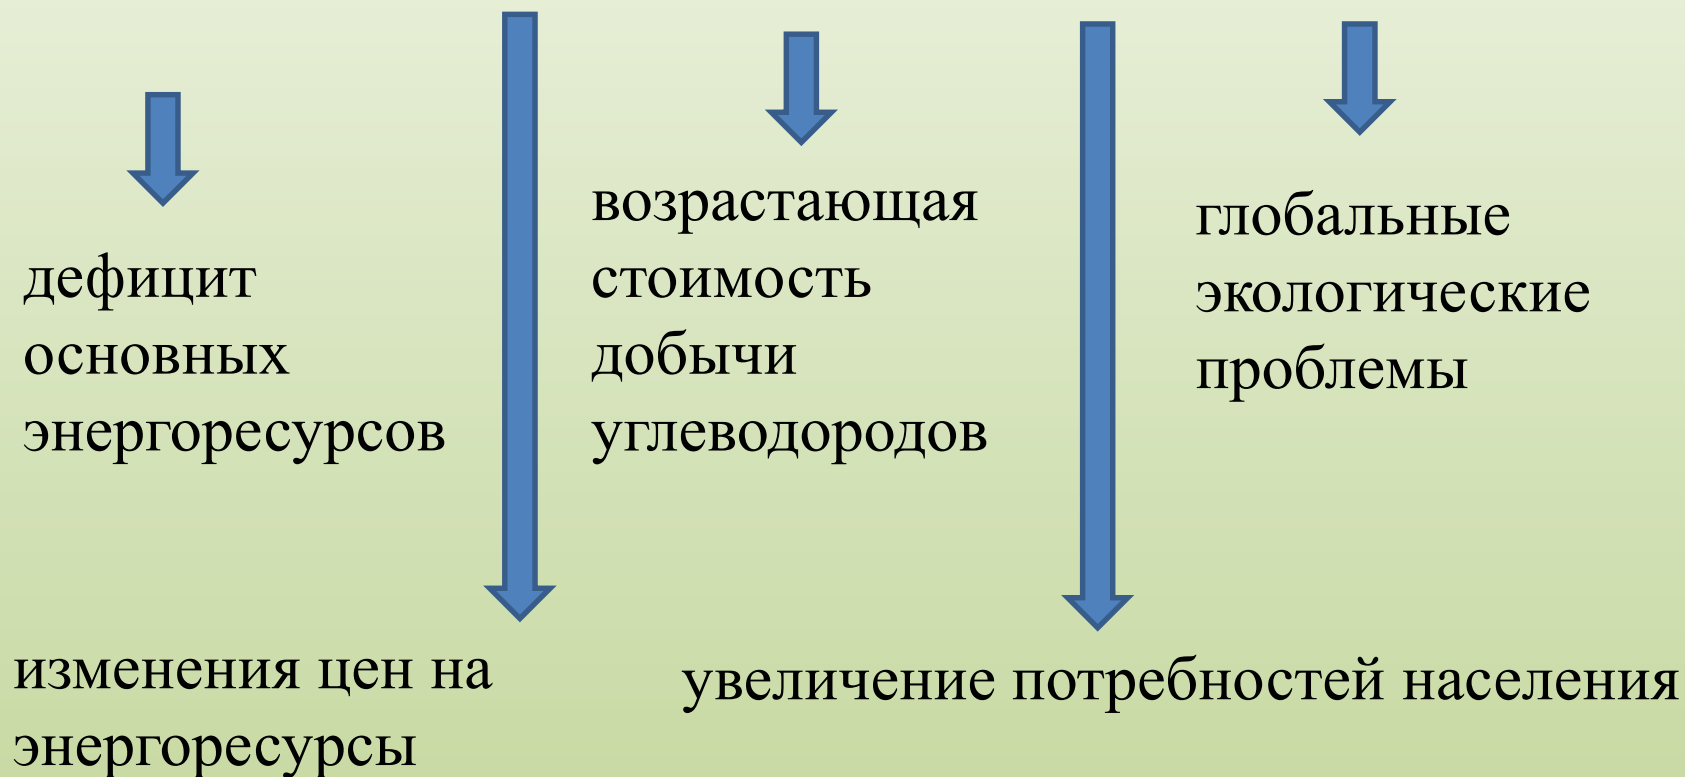 дефицит
основных
энергоресурсов
возрастающая
стоимость
добычи
углеводородов
глобальные
экологические
проблемы
изменения цен на
энергоресурсы
увеличение потребностей населения